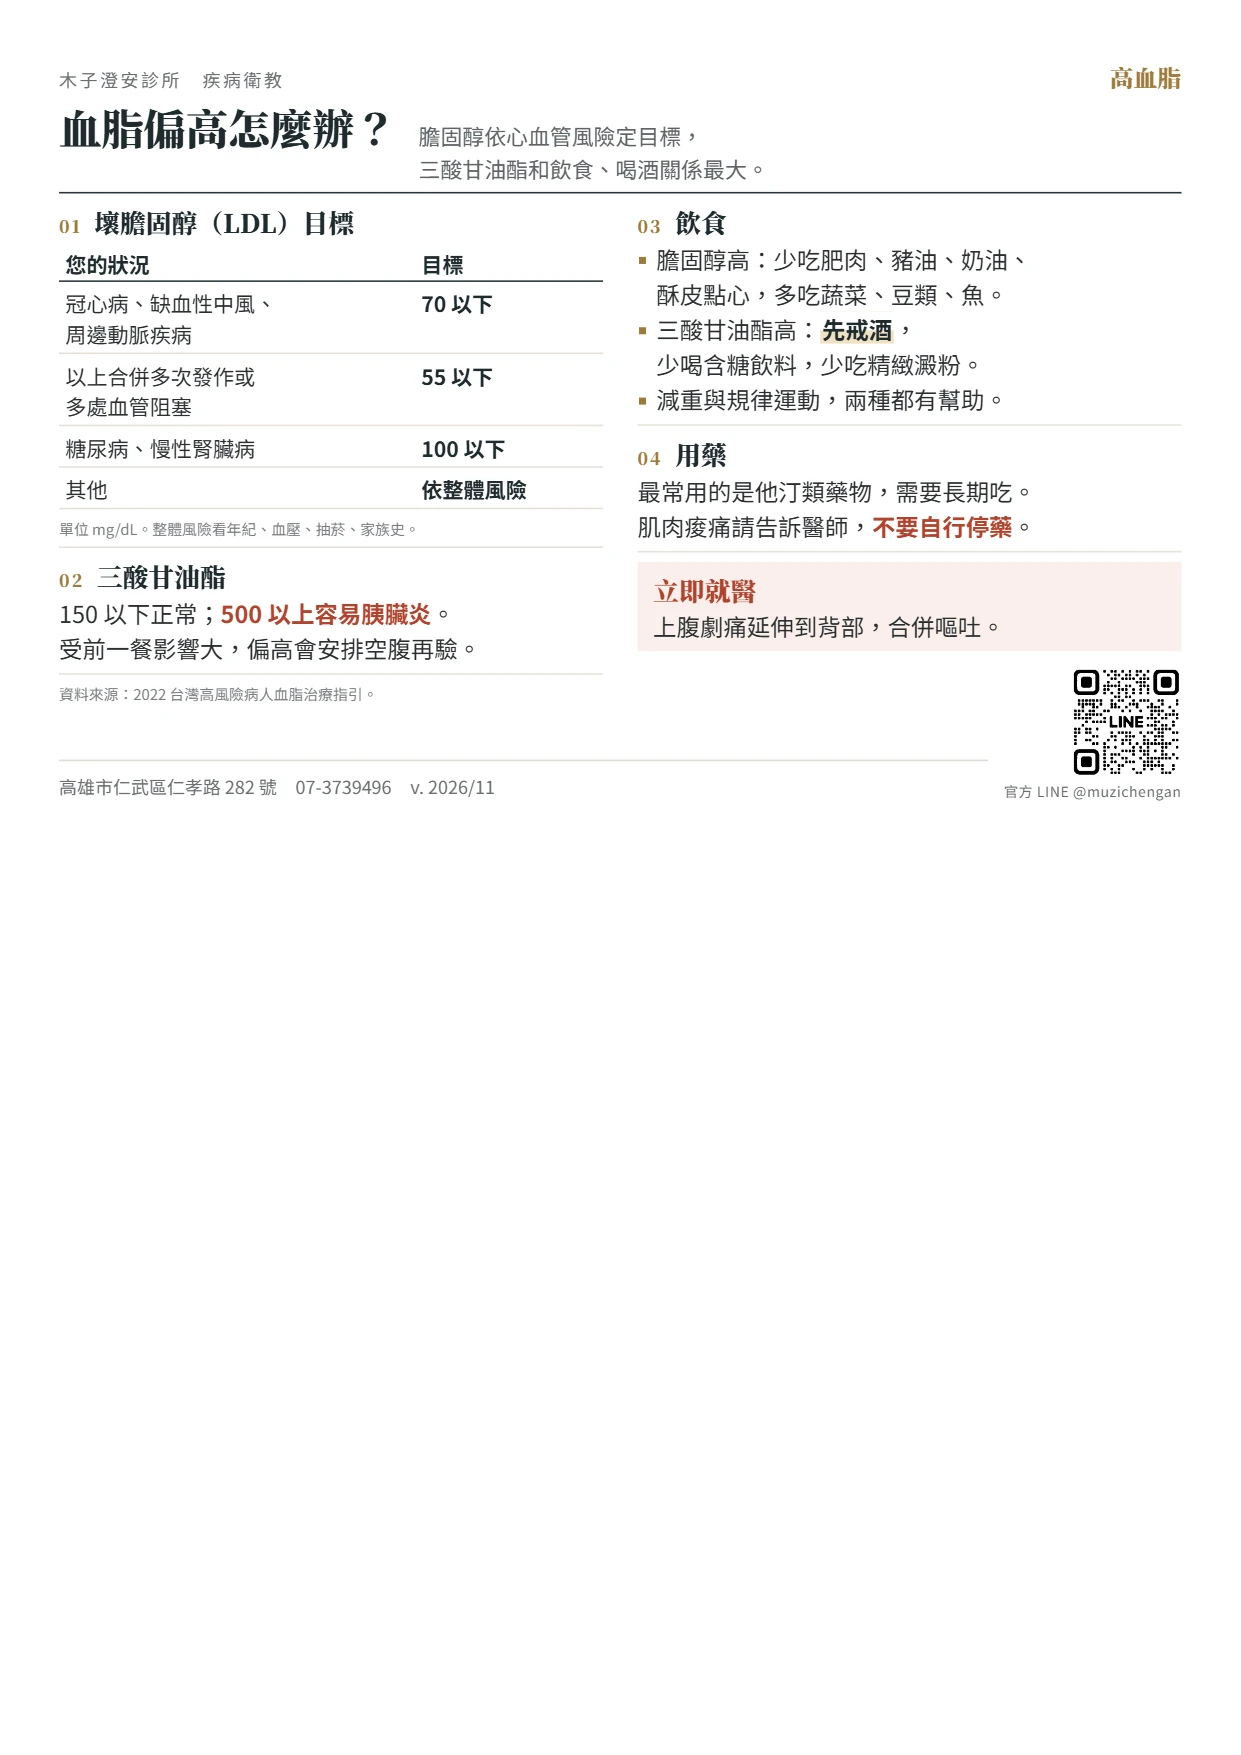 木子澄安診所　疾病衛教
高血脂
血脂偏高怎麼辦？
膽固醇依心血管風險定目標，
三酸甘油酯和飲食、喝酒關係最大。
01 壞膽固醇（LDL）目標
您的狀況 目標
冠心病、缺血性中風、 70 以下
周邊動脈疾病
以上合併多次發作或 55 以下
多處血管阻塞
糖尿病、慢性腎臟病 100 以下
其他 依整體風險
單位 mg/dL。整體風險看年紀、血壓、抽菸、家族史。
02 三酸甘油酯
150 以下正常；500 以上容易胰臟炎。
受前一餐影響大，偏高會安排空腹再驗。
資料來源：2022 台灣高風險病人血脂治療指引。
03 飲食
▪ 膽固醇高：少吃肥肉、豬油、奶油、
酥皮點心，多吃蔬菜、豆類、魚。
▪ 三酸甘油酯高：先戒酒，
少喝含糖飲料，少吃精緻澱粉。
▪ 減重與規律運動，兩種都有幫助。
04 用藥
最常用的是他汀類藥物，需要長期吃。
肌肉痠痛請告訴醫師，不要自行停藥。
立即就醫
上腹劇痛延伸到背部，合併嘔吐。
LINE
高雄市仁武區仁孝路 282 號　07-3739496　v. 2026/11
官方 LINE @muzichengan